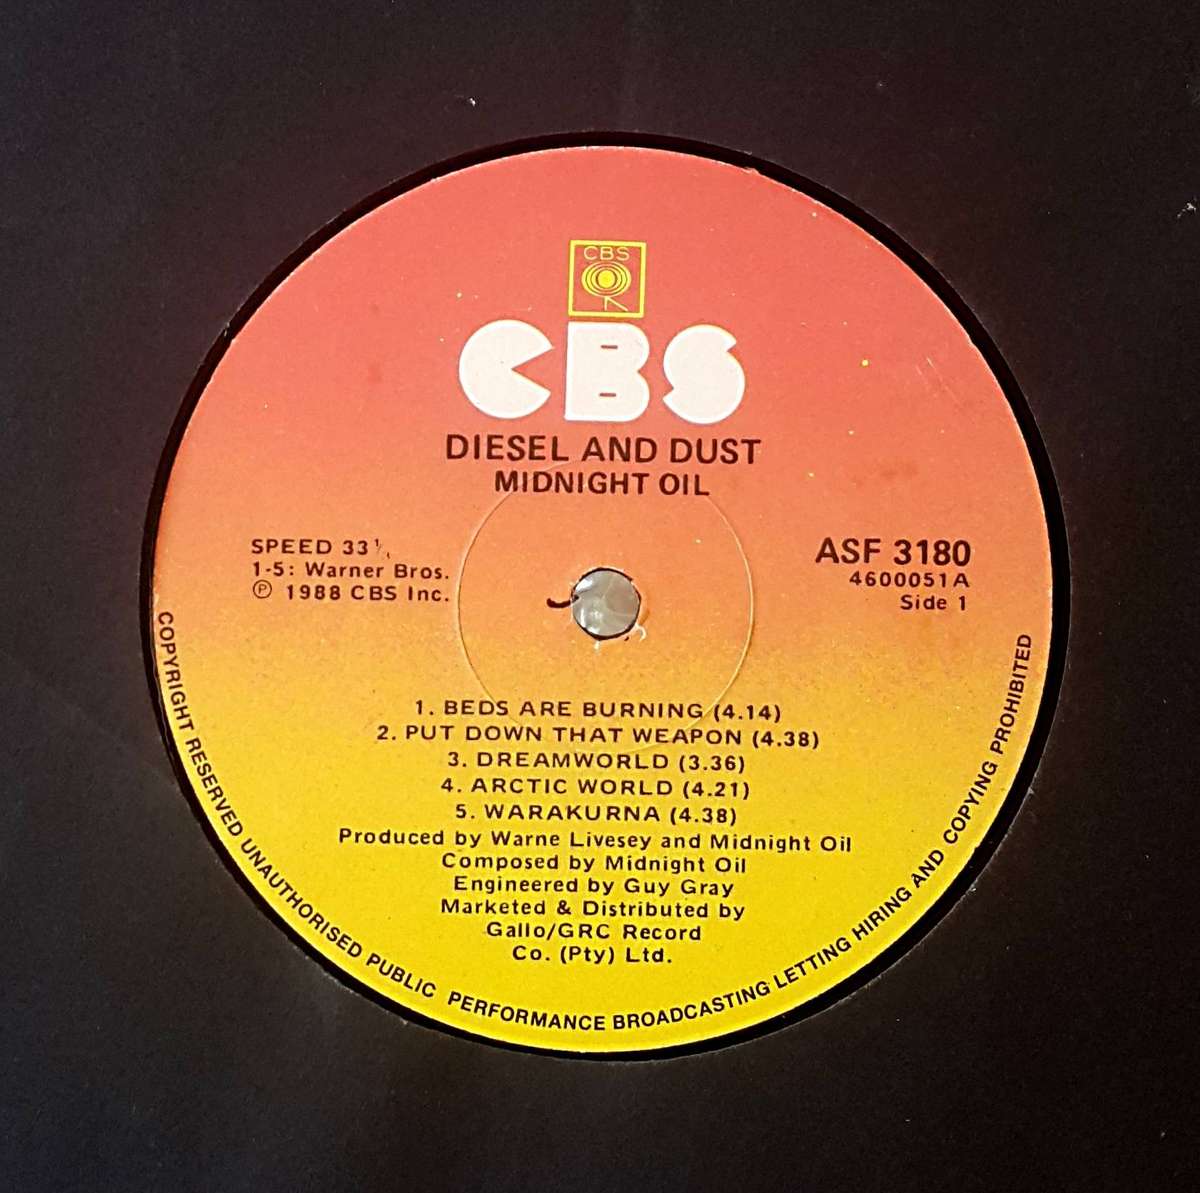 CBS
CBS
DIESEL AND DUST
MIDNIGHT OIL
SPEED 33⅓
1-5: Warner Bros.
Ⓟ 1988 CBS Inc.
ASF 3180
4600051A
Side 1
1. BEDS ARE BURNING (4.14)
2. PUT DOWN THAT WEAPON (4.38)
3. DREAMWORLD (3.36)
4. ARCTIC WORLD (4.21)
5. WARAKURNA (4.38)
Produced by Warne Livesey and Midnight Oil
Composed by Midnight Oil
Engineered by Guy Gray
Marketed & Distributed by
Gallo/GRC Record
Co. (Pty) Ltd.
COPYRIGHT RESERVED UNAUTHORISED PUBLIC PERFORMANCE BROADCASTING LETTING HIRING AND COPYING PROHIBITED